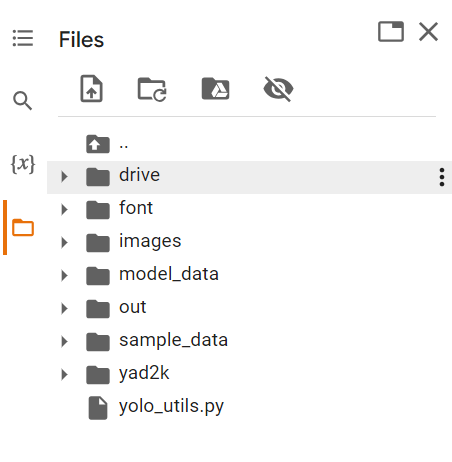 Files
{x}
..
drive
font
images
model_data
out
sample_data
yad2k
yolo_utils.py